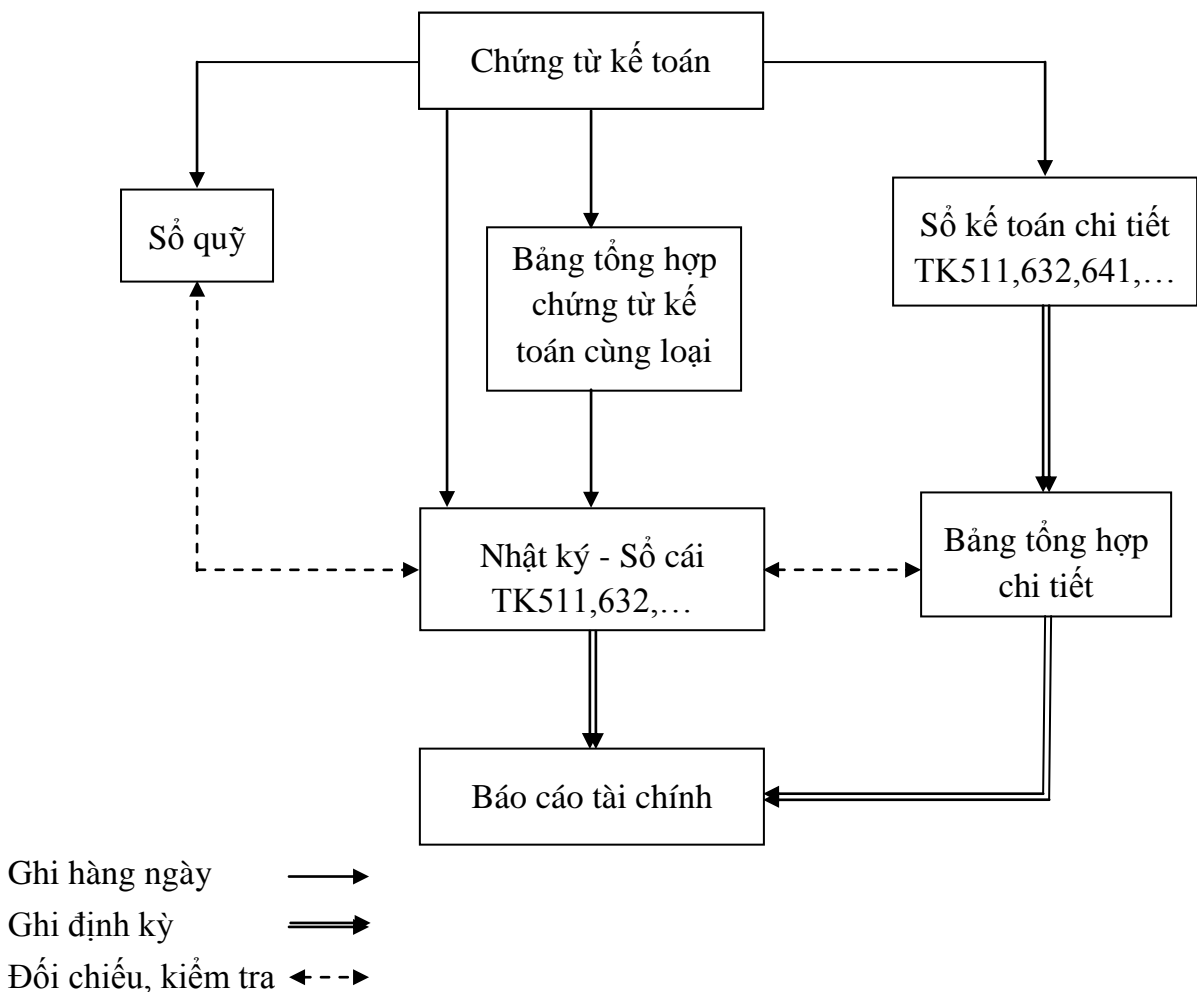 Chứng từ kế toán
Sổ quỹ
Bảng tổng hợp
chứng từ kế
toán cùng loại
Sổ kế toán chi tiết
TK511,632,641,…
Nhật ký - Sổ cái
TK511,632,…
Bảng tổng hợp
chi tiết
Báo cáo tài chính
Ghi hàng ngày
Ghi định kỳ
Đối chiếu, kiểm tra